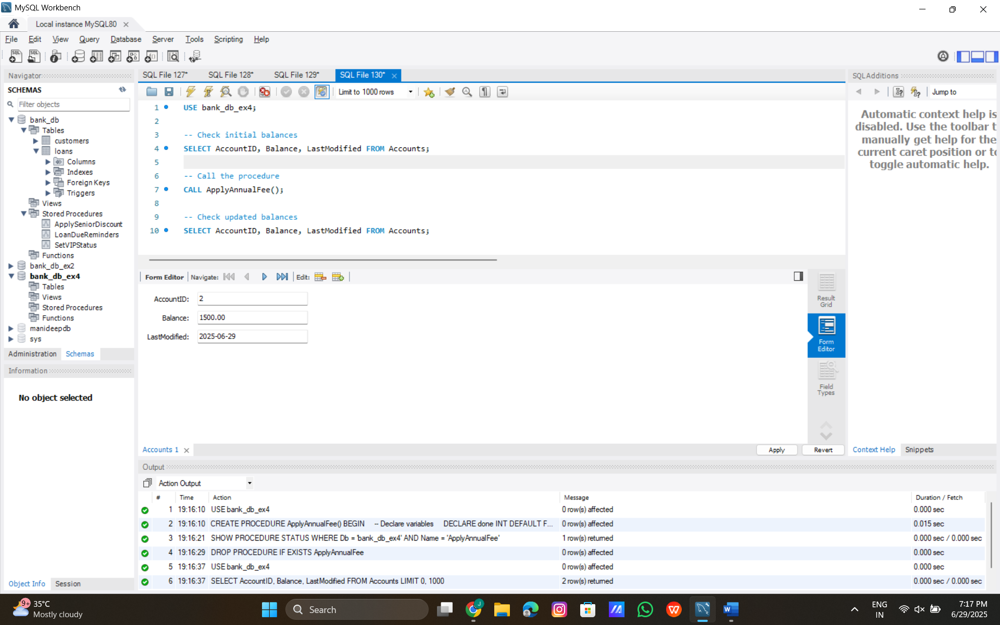 MySQL Workbench
Local instance MySQL80
File Edit View Query Database Server Tools Scripting Help
Navigator
SCHEMAS
Filter objects
bank_db
Tables
customers
loans
Columns
Indexes
Foreign Keys
Triggers
Views
Stored Procedures
ApplySeniorDiscount
LoanDueReminders
SetVIPStatus
Functions
bank_db_ex2
bank_db_ex4
Tables
Views
Stored Procedures
Functions
manideepdb
sys
Administration Schemas
Information
No object selected
Object Info Session
SQL File 127* SQL File 128* SQL File 129* SQL File 130*
Limit to 1000 rows
1 USE bank_db_ex4;
2
3 -- Check initial balances
4 SELECT AccountID, Balance, LastModified FROM Accounts;
5
6 -- Call the procedure
7 CALL ApplyAnnualFee();
8
9 -- Check updated balances
10 SELECT AccountID, Balance, LastModified FROM Accounts;
Form Editor Navigate: Edit:
AccountID: 2
Balance: 1500.00
LastModified: 2025-06-29
Result Grid
Form Editor
Field Types
Accounts 1
Apply Revert
SQLAdditions
Jump to
Automatic context help is
disabled. Use the toolbar t
manually get help for the
current caret position or to
toggle automatic help.
Context Help Snippets
Output
Action Output
# Time Action Message Duration / Fetch
1 19:16:10 USE bank_db_ex4 0 row(s) affected 0.000 sec
2 19:16:10 CREATE PROCEDURE ApplyAnnualFee() BEGIN -- Declare variables DECLARE done INT DEFAULT F... 0 row(s) affected 0.015 sec
3 19:16:21 SHOW PROCEDURE STATUS WHERE Db = 'bank_db_ex4' AND Name = 'ApplyAnnualFee' 1 row(s) returned 0.000 sec / 0.000 sec
4 19:16:29 DROP PROCEDURE IF EXISTS ApplyAnnualFee 0 row(s) affected 0.000 sec
5 19:16:37 USE bank_db_ex4 0 row(s) affected 0.000 sec
6 19:16:37 SELECT AccountID, Balance, LastModified FROM Accounts LIMIT 0, 1000 2 row(s) returned 0.000 sec / 0.000 sec
9+
35°C
Mostly cloudy
Search
J
ENG
IN
7:17 PM
6/29/2025